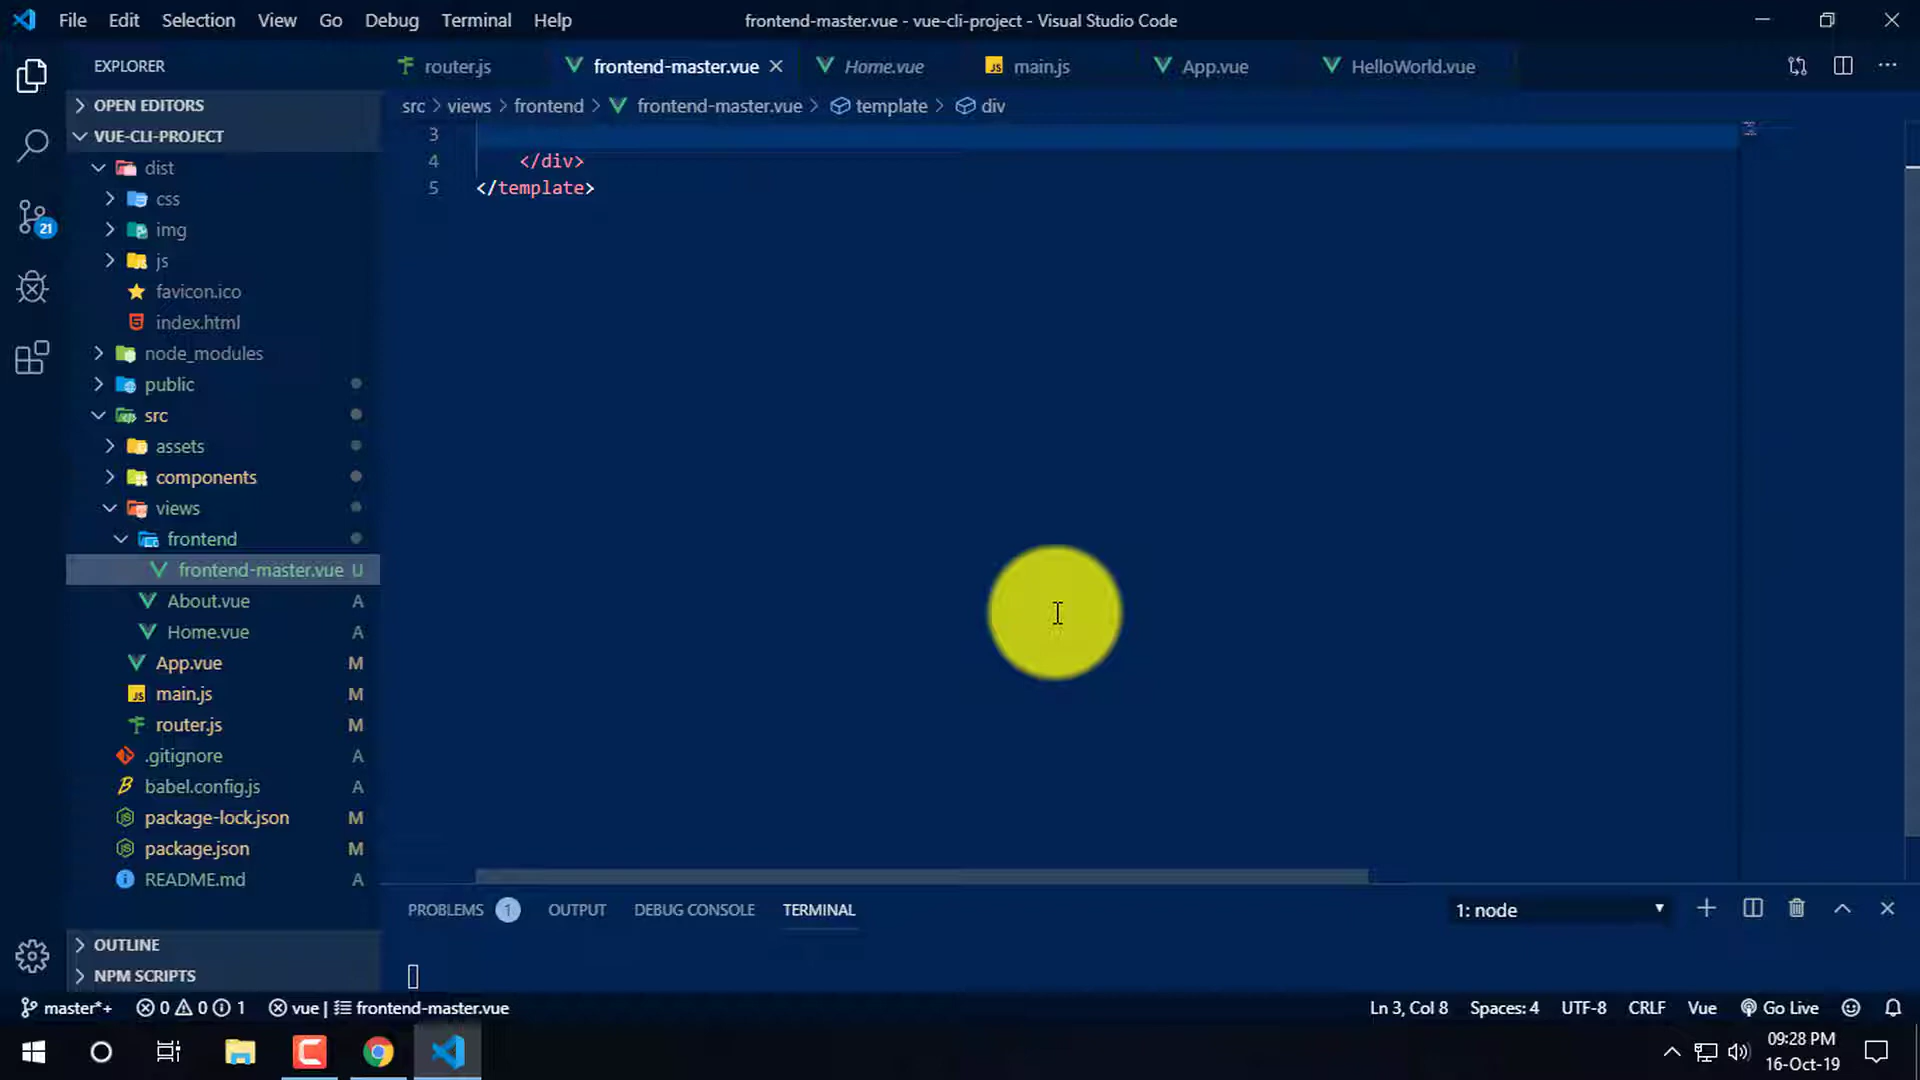 File Edit Selection View Go Debug Terminal Help
frontend-master.vue - vue-cli-project - Visual Studio Code
EXPLORER
router.js frontend-master.vue Home.vue main.js App.vue HelloWorld.vue
src > views > frontend > frontend-master.vue > template > div
OPEN EDITORS
VUE-CLI-PROJECT
dist
css
img
js
favicon.ico
index.html
node_modules
public
src
assets
components
views
frontend
frontend-master.vue U
About.vue A
Home.vue A
App.vue M
main.js M
router.js M
.gitignore A
babel.config.js A
package-lock.json M
package.json M
README.md A
OUTLINE
NPM SCRIPTS
21
3
4 </div>
5 </template>
PROBLEMS 1 OUTPUT DEBUG CONSOLE TERMINAL
1: node
master*+ 0 0 1 vue | frontend-master.vue
Ln 3, Col 8 Spaces: 4 UTF-8 CRLF Vue Go Live
JS
09:28 PM
16-Oct-19